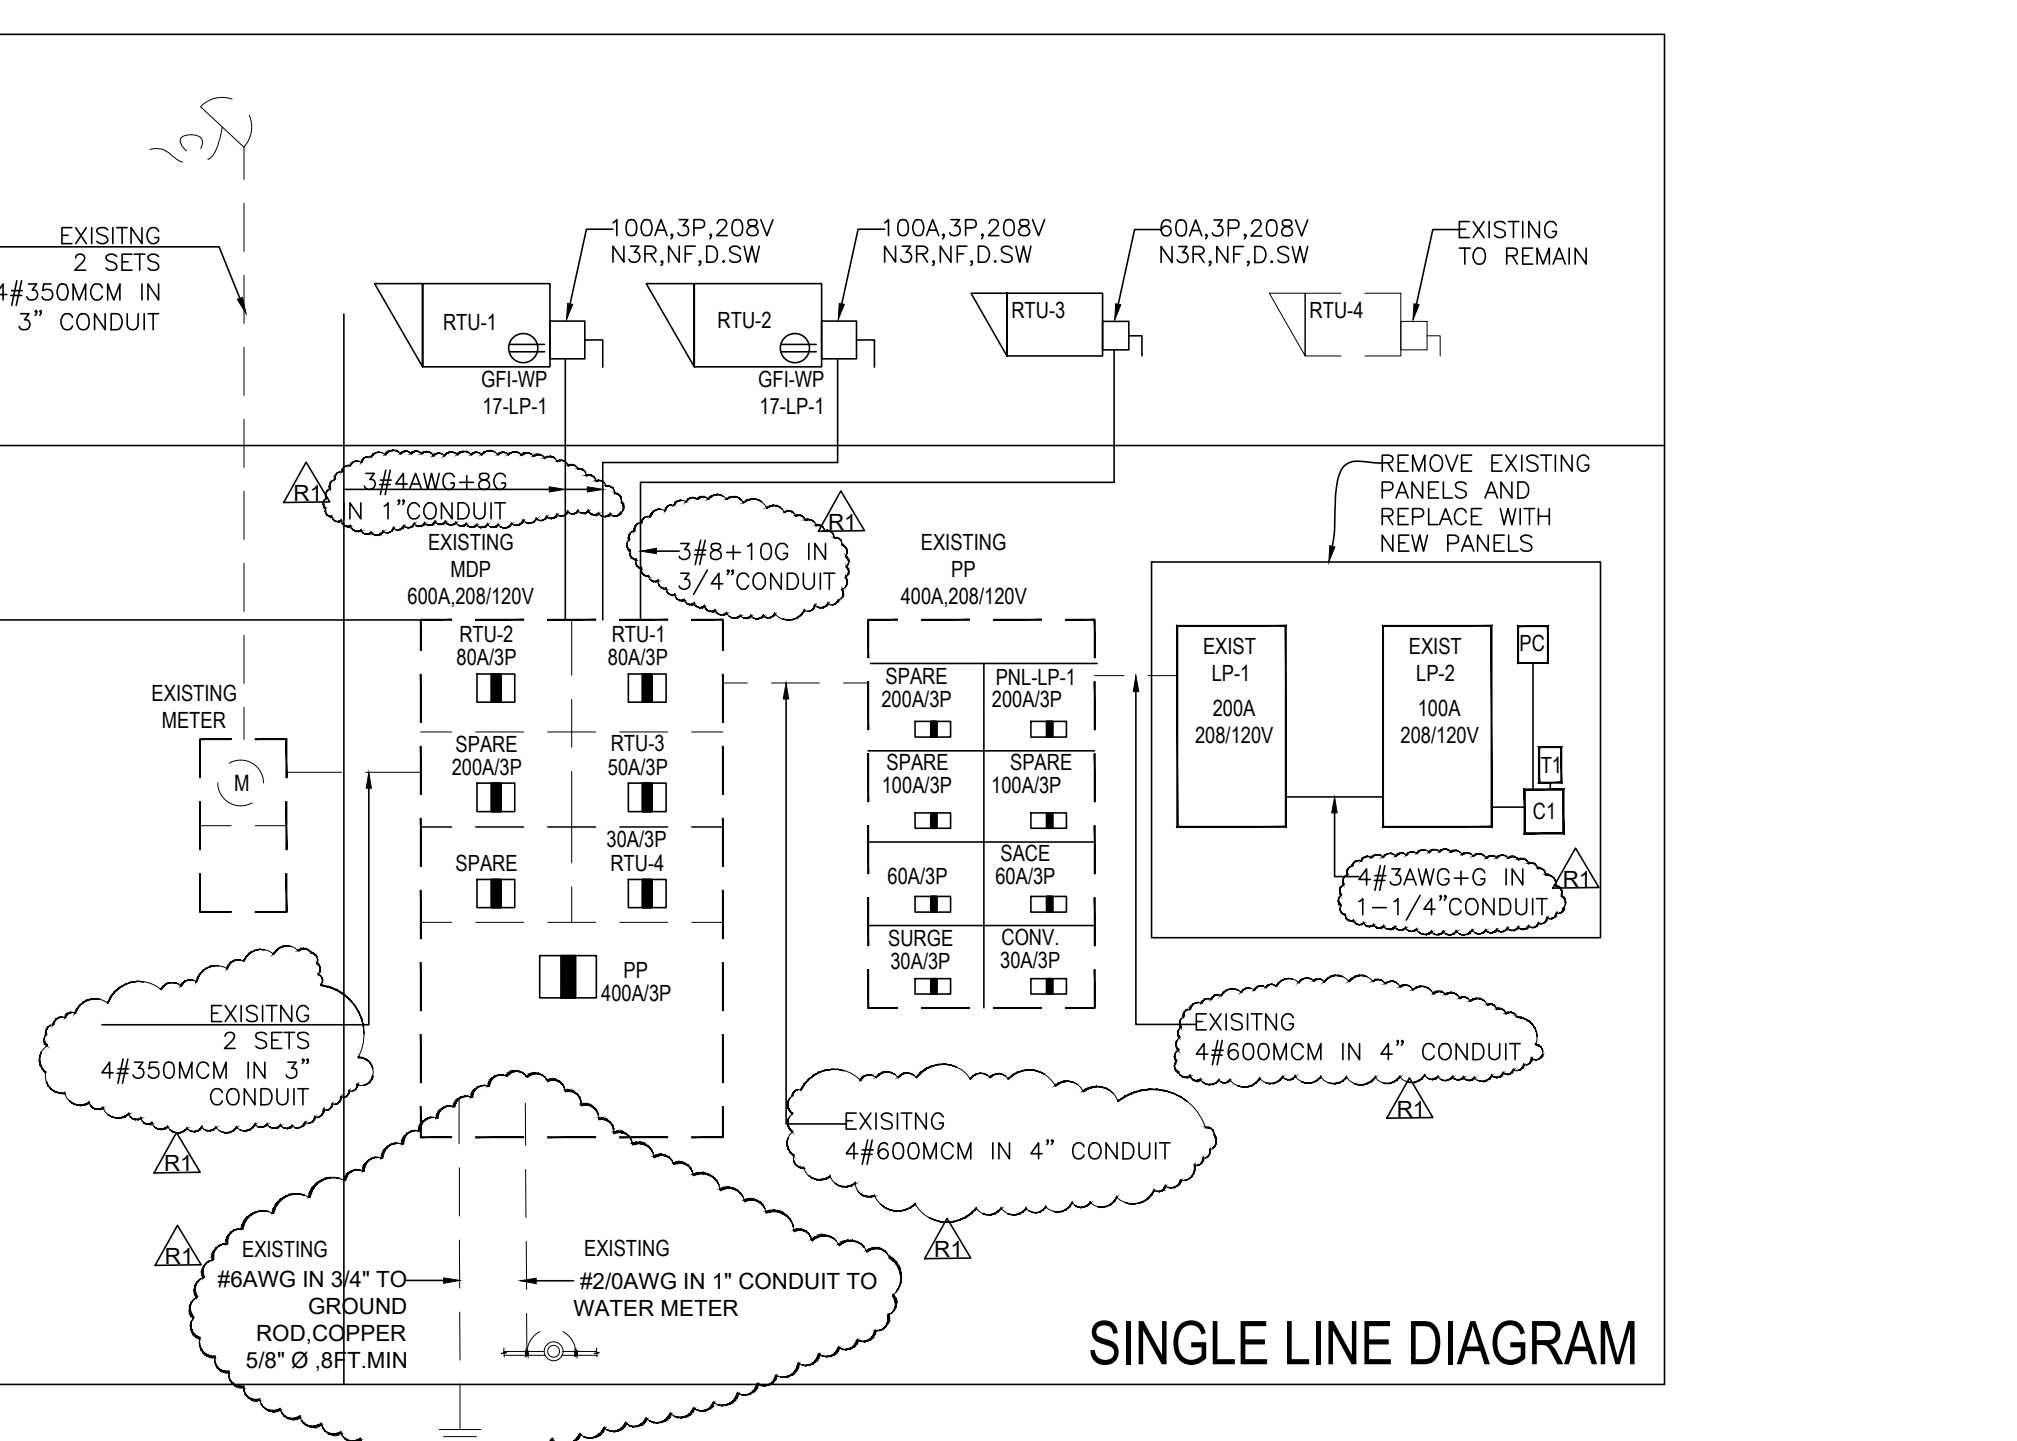 EXISITNG
2 SETS
4#350MCM IN
3" CONDUIT
100A,3P,208V
N3R,NF,D.SW
100A,3P,208V
N3R,NF,D.SW
60A,3P,208V
N3R,NF,D.SW
EXISTING
TO REMAIN
RTU-1
GFI-WP
17-LP-1
RTU-2
GFI-WP
17-LP-1
RTU-3
RTU-4
R1
3#4AWG+8G
N 1"CONDUIT
R1
3#8+10G IN
3/4"CONDUIT
REMOVE EXISTING
PANELS AND
REPLACE WITH
NEW PANELS
EXISTING
MDP
600A,208/120V
EXISTING
PP
400A,208/120V
RTU-2
80A/3P
RTU-1
80A/3P
SPARE
200A/3P
RTU-3
50A/3P
SPARE
30A/3P
RTU-4
PP
400A/3P
SPARE
200A/3P
PNL-LP-1
200A/3P
SPARE
100A/3P
SPARE
100A/3P
60A/3P
SACE
60A/3P
SURGE
30A/3P
CONV.
30A/3P
EXIST
LP-1
200A
208/120V
EXIST
LP-2
100A
208/120V
PC
T1
C1
4#3AWG+G IN
1-1/4"CONDUIT
R1
EXISTING
METER
M
EXISITNG
2 SETS
4#350MCM IN 3"
CONDUIT
R1
EXISITNG
4#600MCM IN 4" CONDUIT
R1
EXISITNG
4#600MCM IN 4" CONDUIT
R1
R1
EXISTING
#6AWG IN 3/4" TO
GROUND
ROD,COPPER
5/8" Ø ,8FT.MIN
EXISTING
#2/0AWG IN 1" CONDUIT TO
WATER METER
SINGLE LINE DIAGRAM